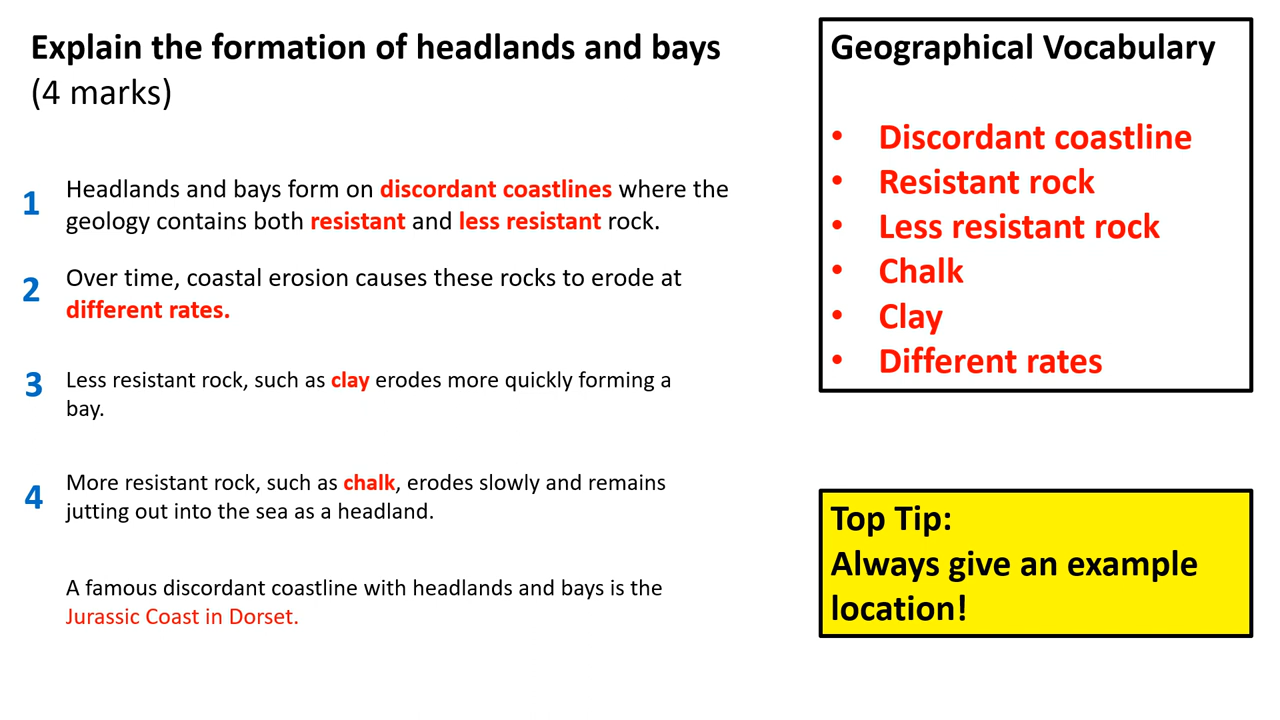 Explain the formation of headlands and bays
(4 marks)
1
Headlands and bays form on discordant coastlines where the
geology contains both resistant and less resistant rock.
2
Over time, coastal erosion causes these rocks to erode at
different rates.
3
Less resistant rock, such as clay erodes more quickly forming a
bay.
4
More resistant rock, such as chalk, erodes slowly and remains
jutting out into the sea as a headland.
A famous discordant coastline with headlands and bays is the
Jurassic Coast in Dorset.
Geographical Vocabulary
• Discordant coastline
• Resistant rock
• Less resistant rock
• Chalk
• Clay
• Different rates
Top Tip:
Always give an example
location!